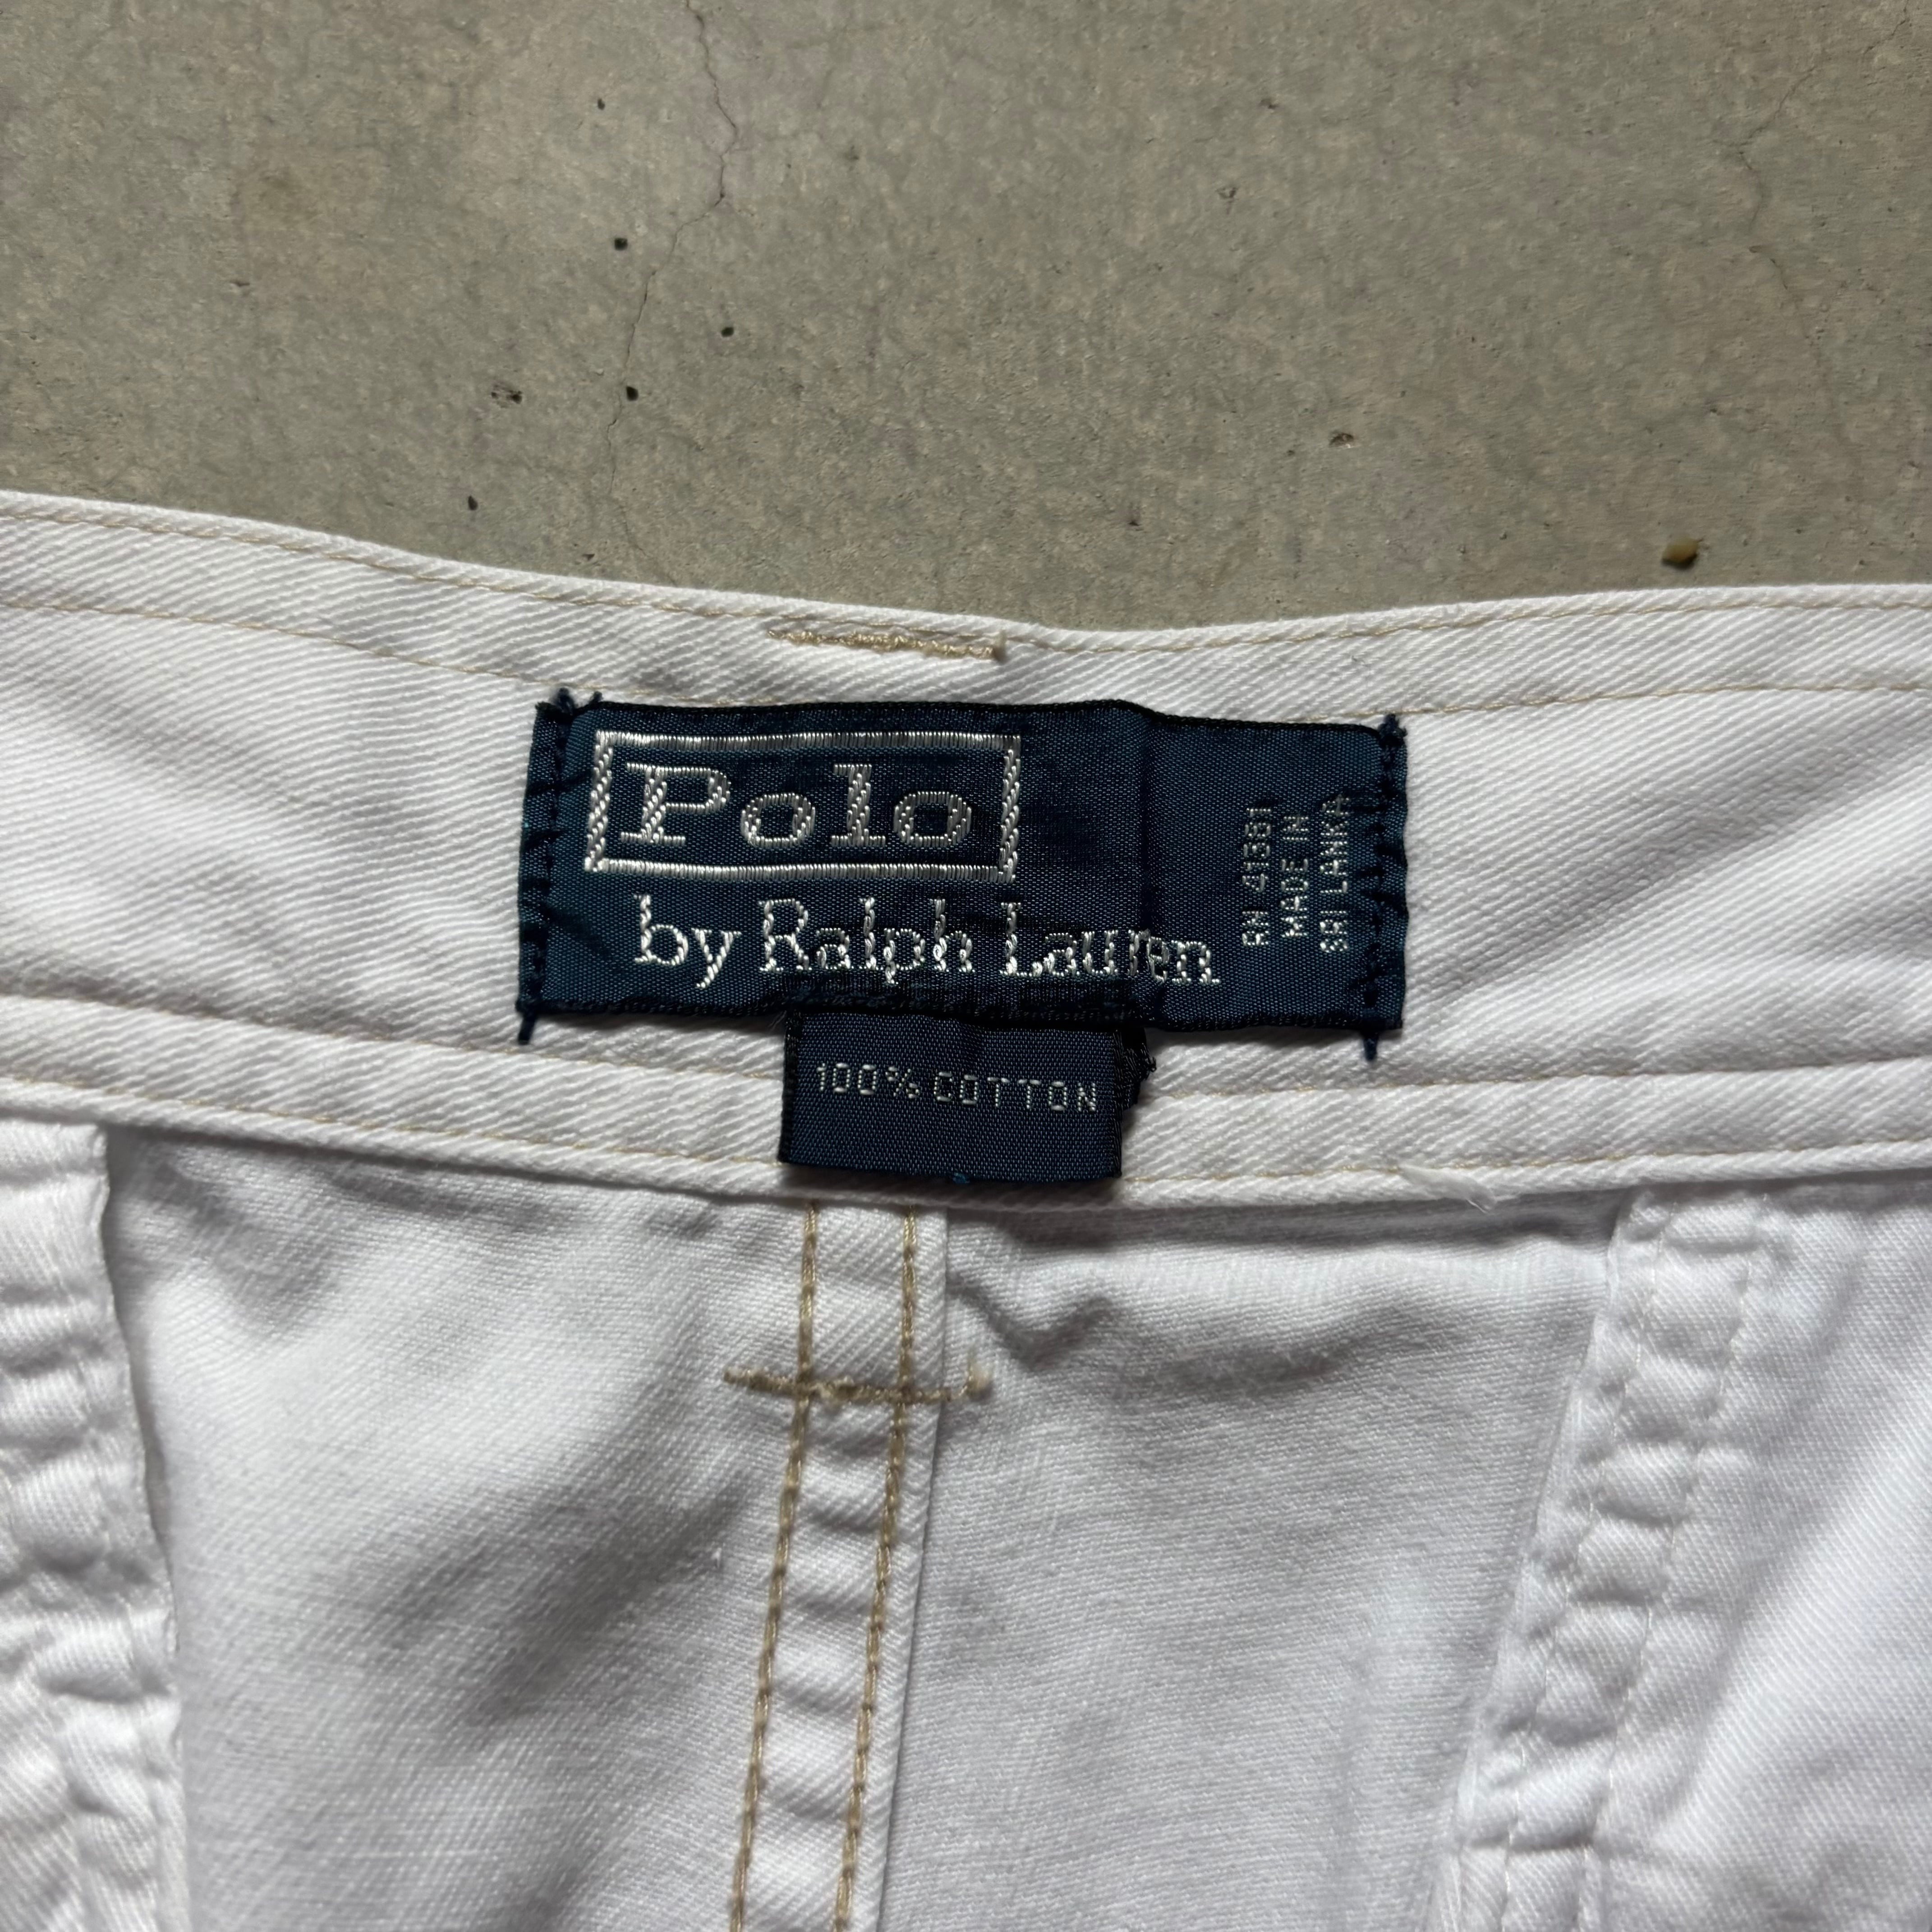 Polo
by Ralph Lauren
RN 41381
MADE IN
SRI LANKA
100% COTTON